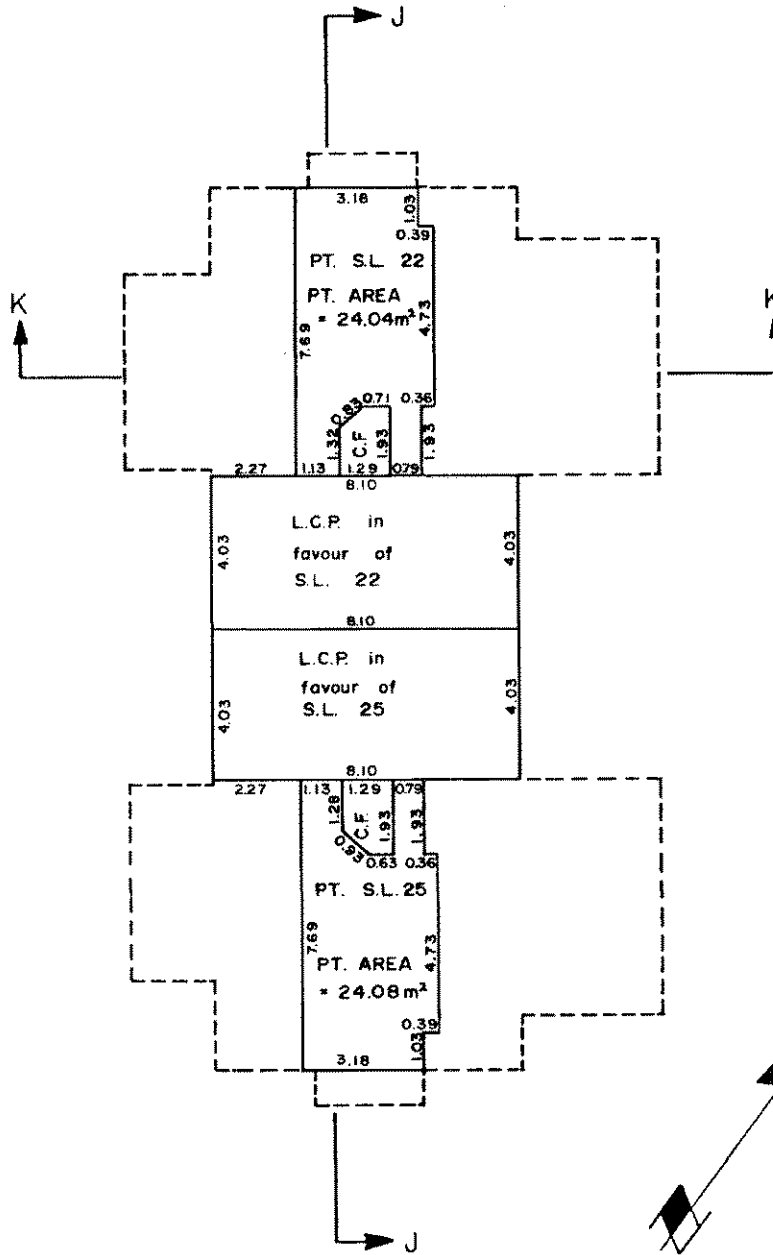 J
3.18
1.03
0.39
PT. S.L. 22
PT. AREA
= 24.04m²
4.73
7.69
K
K
0.83
0.71
0.36
1.32
C.F.
1.93
1.93
2.27
1.13
1.29
0.79
8.10
L.C.P. in
favour of
S.L. 22
4.03
4.03
8.10
L.C.P. in
favour of
S.L. 25
4.03
4.03
8.10
2.27
1.13
1.29
0.79
1.28
C.F.
1.93
1.93
0.93
0.63
0.36
PT. S.L. 25
7.69
4.73
PT. AREA
= 24.08m²
0.39
1.03
3.18
J